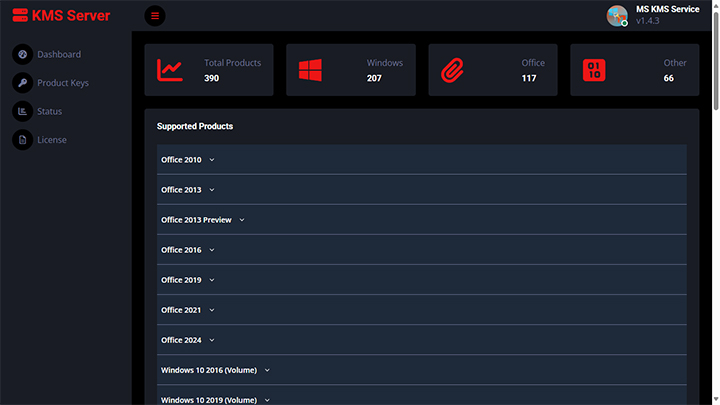 KMS Server
MS KMS Service
v1.4.3
Dashboard
Product Keys
Status
License
Total Products
390
Windows
207
Office
117
01
10
Other
66
Supported Products
Office 2010
Office 2013
Office 2013 Preview
Office 2016
Office 2019
Office 2021
Office 2024
Windows 10 2016 (Volume)
Windows 10 2019 (Volume)